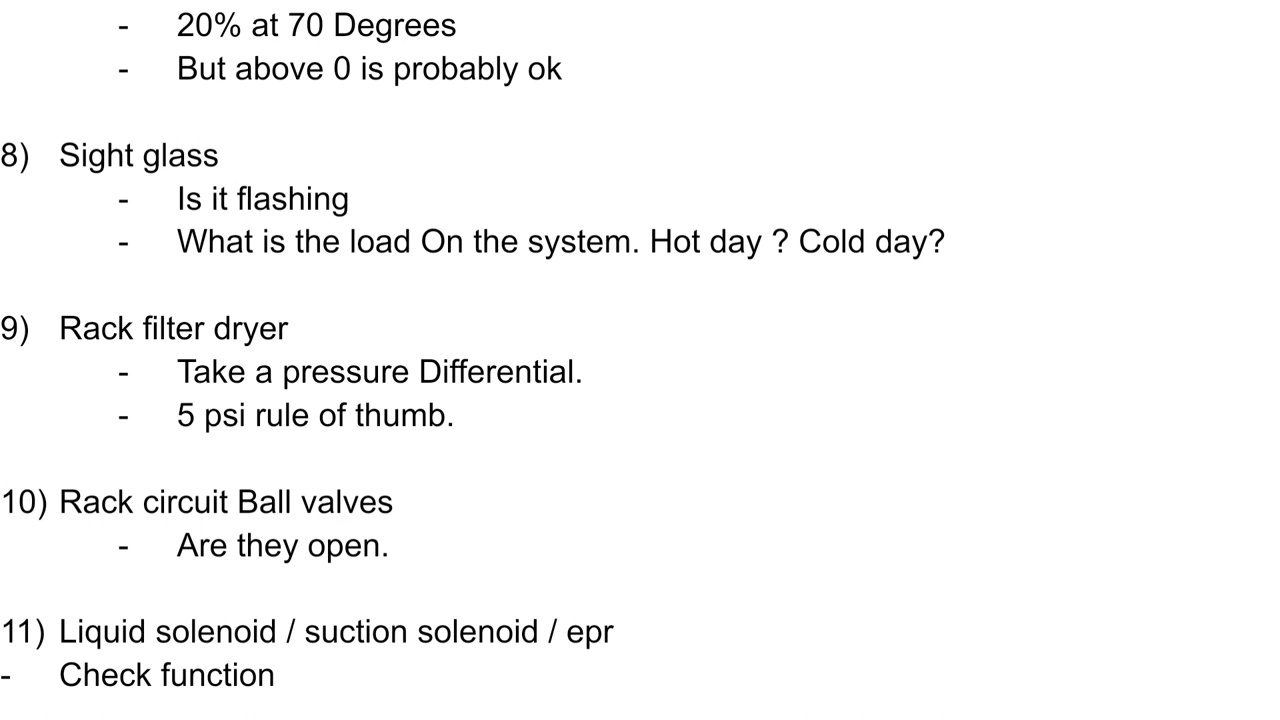 - 20% at 70 Degrees
- But above 0 is probably ok
8) Sight glass
- Is it flashing
- What is the load On the system. Hot day ? Cold day?
9) Rack filter dryer
- Take a pressure Differential.
- 5 psi rule of thumb.
10) Rack circuit Ball valves
- Are they open.
11) Liquid solenoid / suction solenoid / epr
- Check function